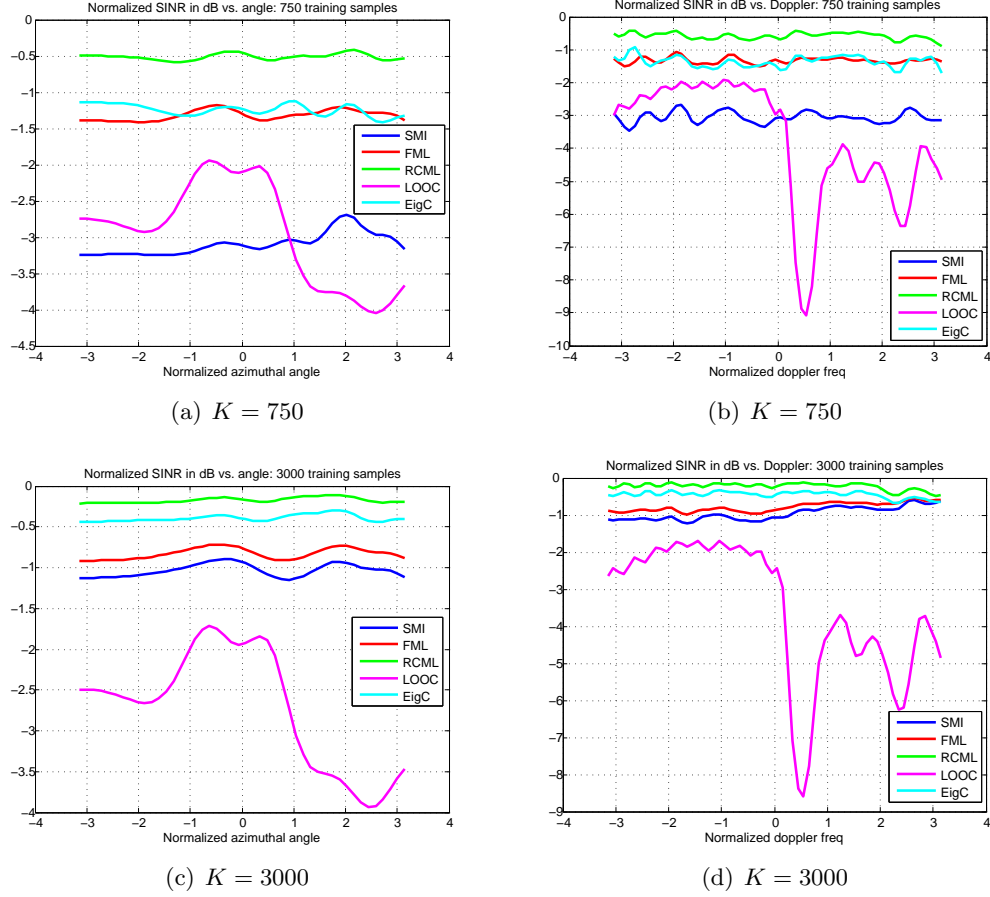 Normalized SINR in dB vs. angle: 750 training samples
0
−0.5
−1
−1.5
−2
−2.5
−3
−3.5
−4
−4.5
−4 −3 −2 −1 0 1 2 3 4
Normalized azimuthal angle
SMI
FML
RCML
LOOC
EigC
(a) K = 750
Normalized SINR in dB vs. Doppler: 750 training samples
0
−1
−2
−3
−4
−5
−6
−7
−8
−9
−10
−4 −3 −2 −1 0 1 2 3 4
Normalized doppler freq
SMI
FML
RCML
LOOC
EigC
(b) K = 750
Normalized SINR in dB vs. angle: 3000 training samples
0
−0.5
−1
−1.5
−2
−2.5
−3
−3.5
−4
−4 −3 −2 −1 0 1 2 3 4
Normalized azimuthal angle
SMI
FML
RCML
LOOC
EigC
(c) K = 3000
Normalized SINR in dB vs. Doppler: 3000 training samples
0
−1
−2
−3
−4
−5
−6
−7
−8
−9
−4 −3 −2 −1 0 1 2 3 4
Normalized doppler freq
SMI
FML
RCML
LOOC
EigC
(d) K = 3000